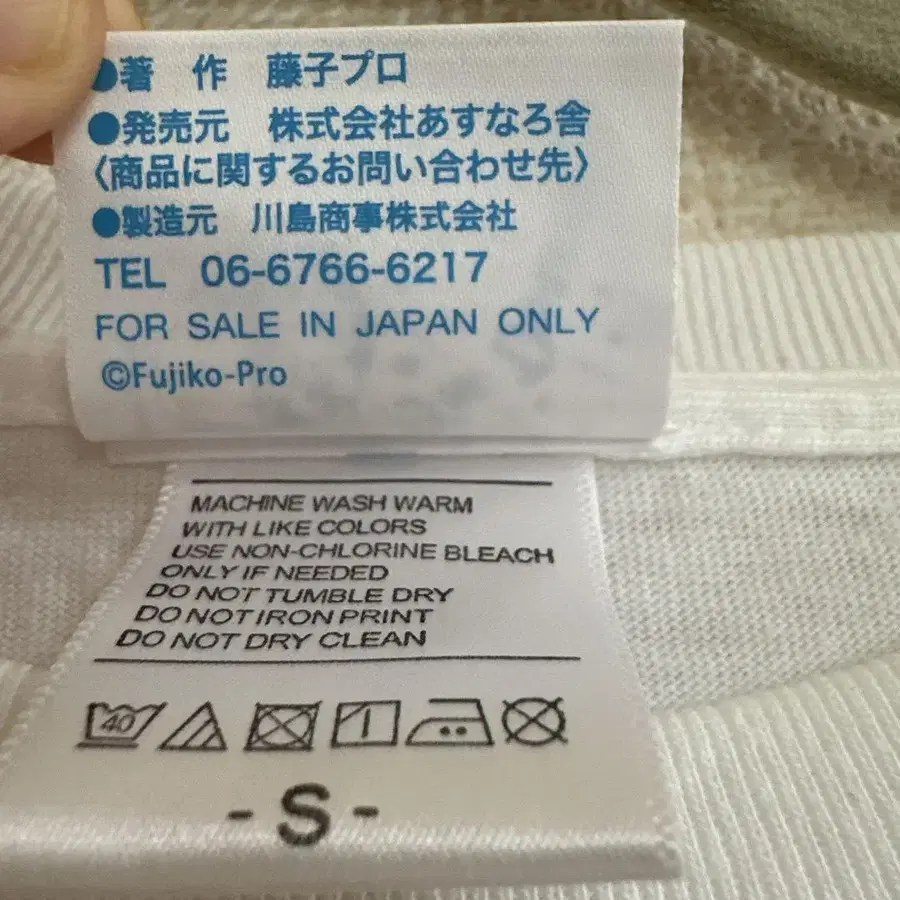 ●著 作 藤子プロ
●発売元 株式会社あすなろ舎
〈商品に関するお問い合わせ先〉
●製造元 川島商事株式会社
TEL 06-6766-6217
FOR SALE IN JAPAN ONLY
©Fujiko-Pro
MACHINE WASH WARM
WITH LIKE COLORS
USE NON-CHLORINE BLEACH
ONLY IF NEEDED
DO NOT TUMBLE DRY
DO NOT IRON PRINT
DO NOT DRY CLEAN
40
- S -